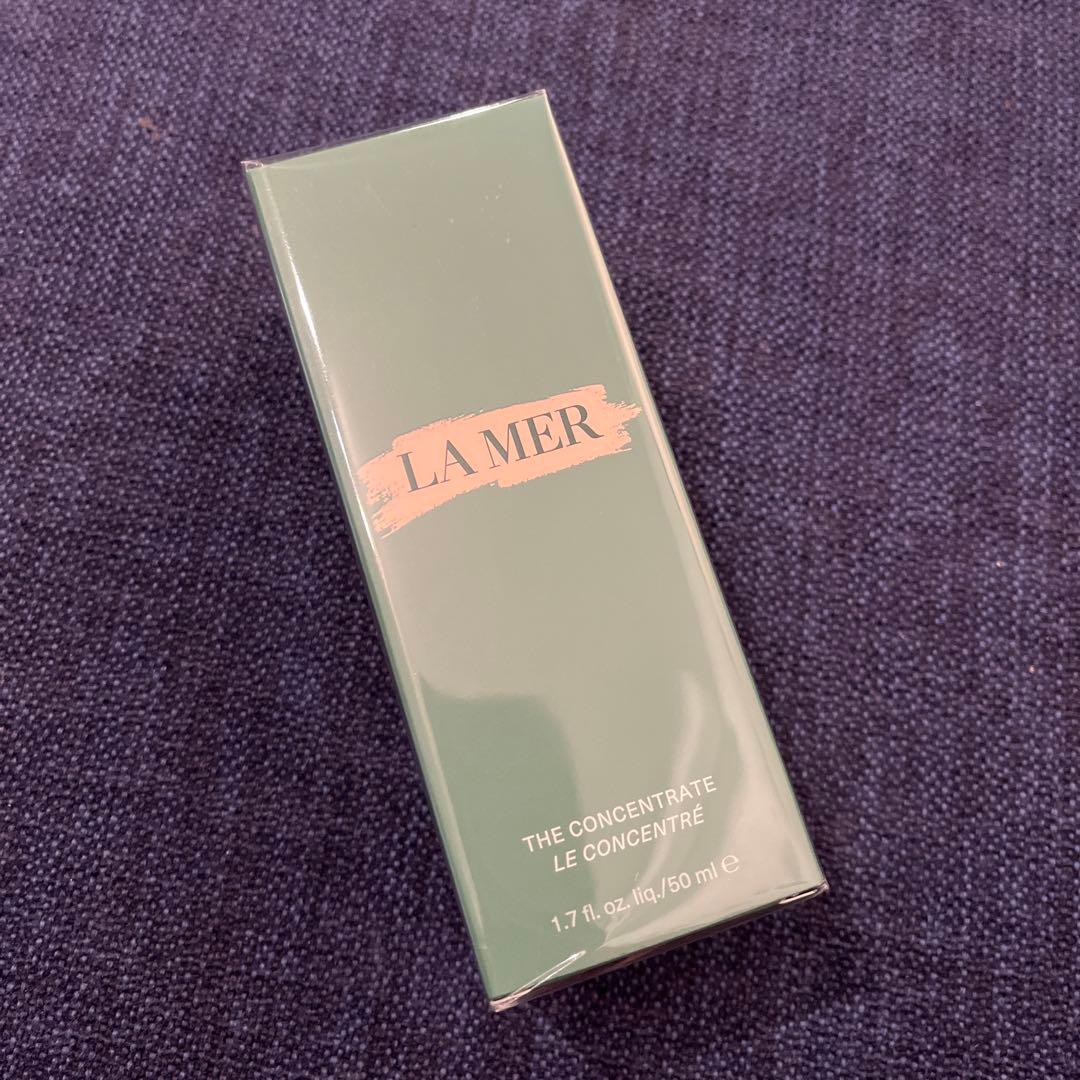 LA MER
THE CONCENTRATE
LE CONCENTRÉ
1.7 fl. oz. liq./50 ml ℮